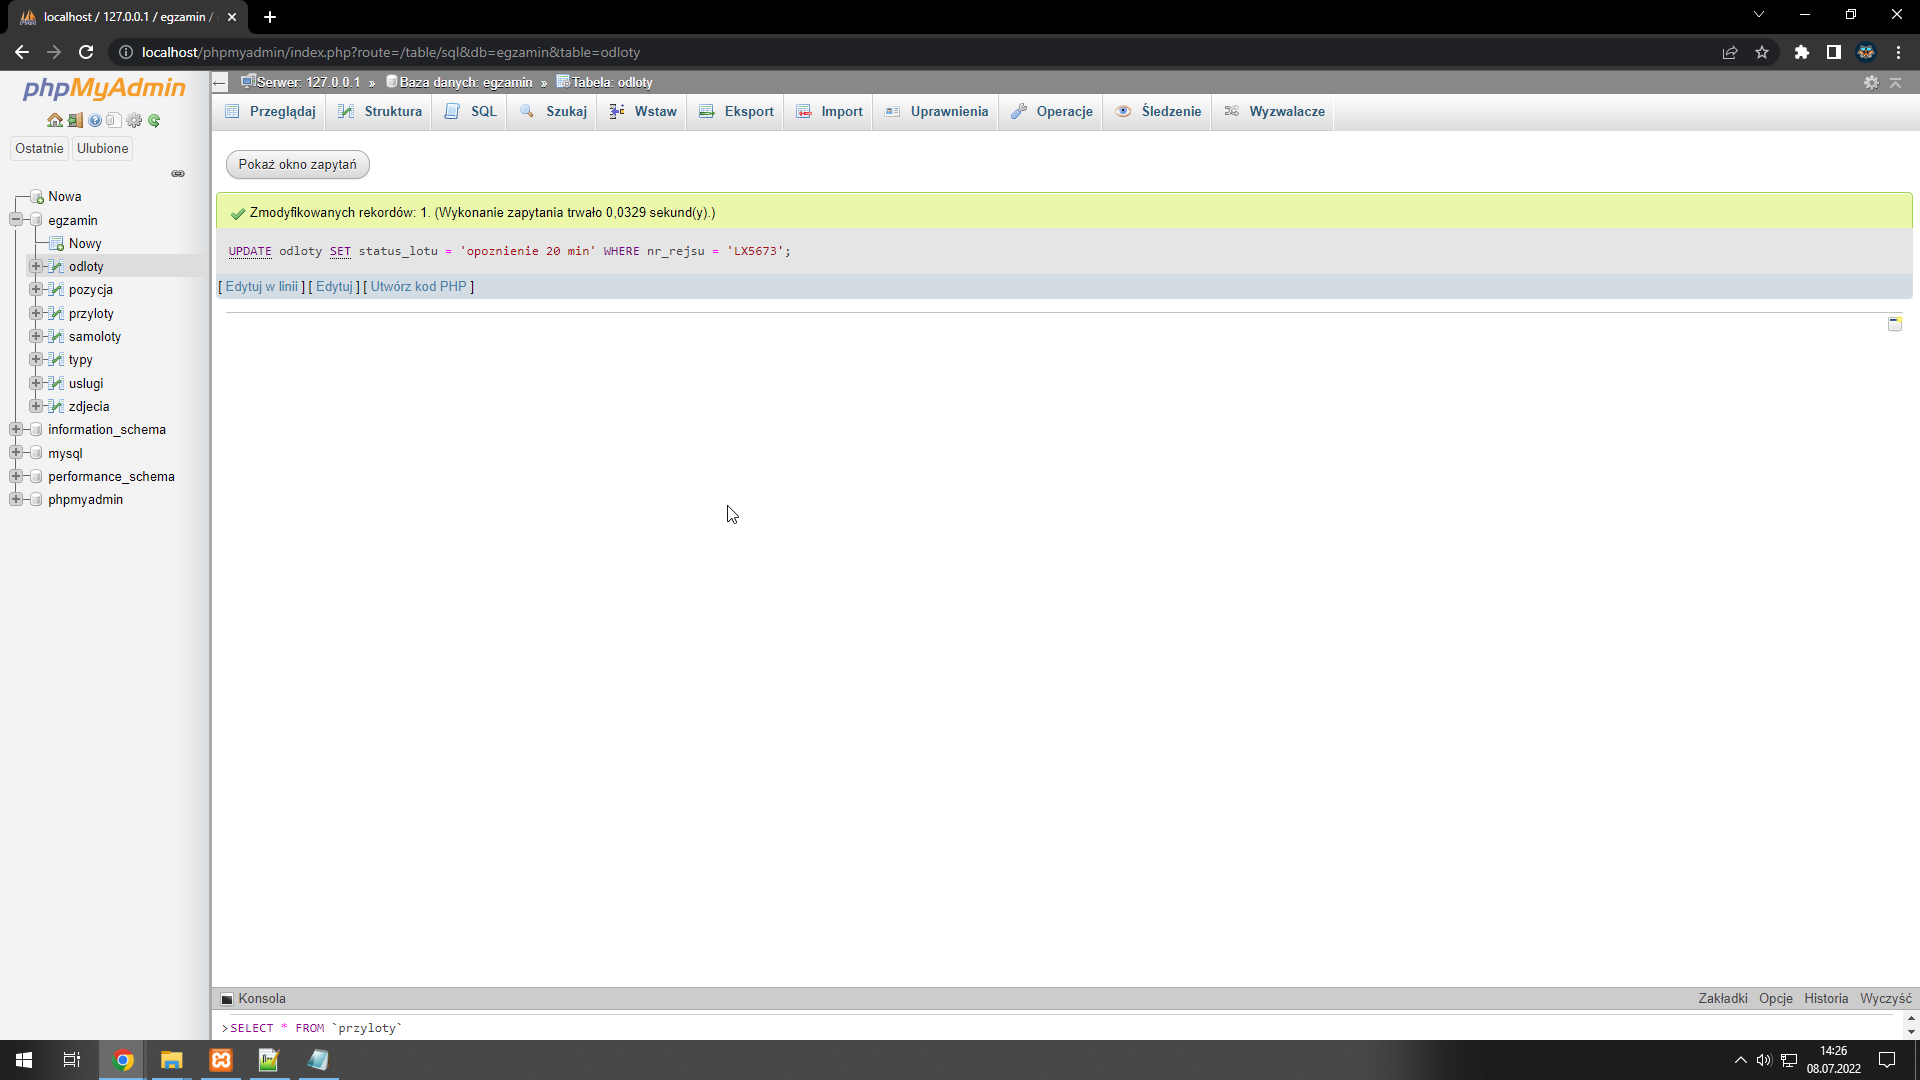 localhost / 127.0.0.1 / egzamin /
localhost/phpmyadmin/index.php?route=/table/sql&db=egzamin&table=odloty
phpMyAdmin
Ostatnie Ulubione
Nowa
egzamin
Nowy
odloty
pozycja
przyloty
samoloty
typy
uslugi
zdjecia
information_schema
mysql
performance_schema
phpmyadmin
Serwer: 127.0.0.1 » Baza danych: egzamin » Tabela: odloty
Przeglądaj Struktura SQL Szukaj Wstaw Eksport Import Uprawnienia Operacje Śledzenie Wyzwalacze
Pokaż okno zapytań
Zmodyfikowanych rekordów: 1. (Wykonanie zapytania trwało 0,0329 sekund(y).)
UPDATE odloty SET status_lotu = 'opoznienie 20 min' WHERE nr_rejsu = 'LX5673';
[ Edytuj w linii ] [ Edytuj ] [ Utwórz kod PHP ]
Konsola
Zakładki Opcje Historia Wyczyść
>SELECT * FROM `przyloty`
14:26
08.07.2022